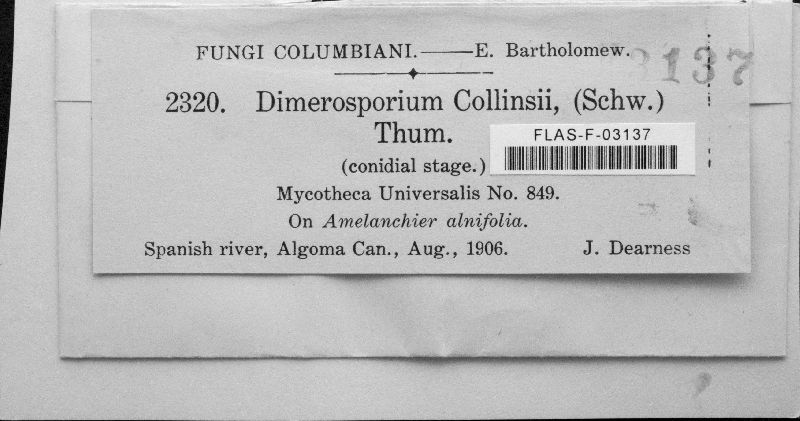 FUNGI COLUMBIANI.——E. Bartholomew.
3137
2320. Dimerosporium Collinsii, (Schw.)
Thum.
FLAS-F-03137
(conidial stage.)
Mycotheca Universalis No. 849.
On Amelanchier alnifolia.
Spanish river, Algoma Can., Aug., 1906. J. Dearness